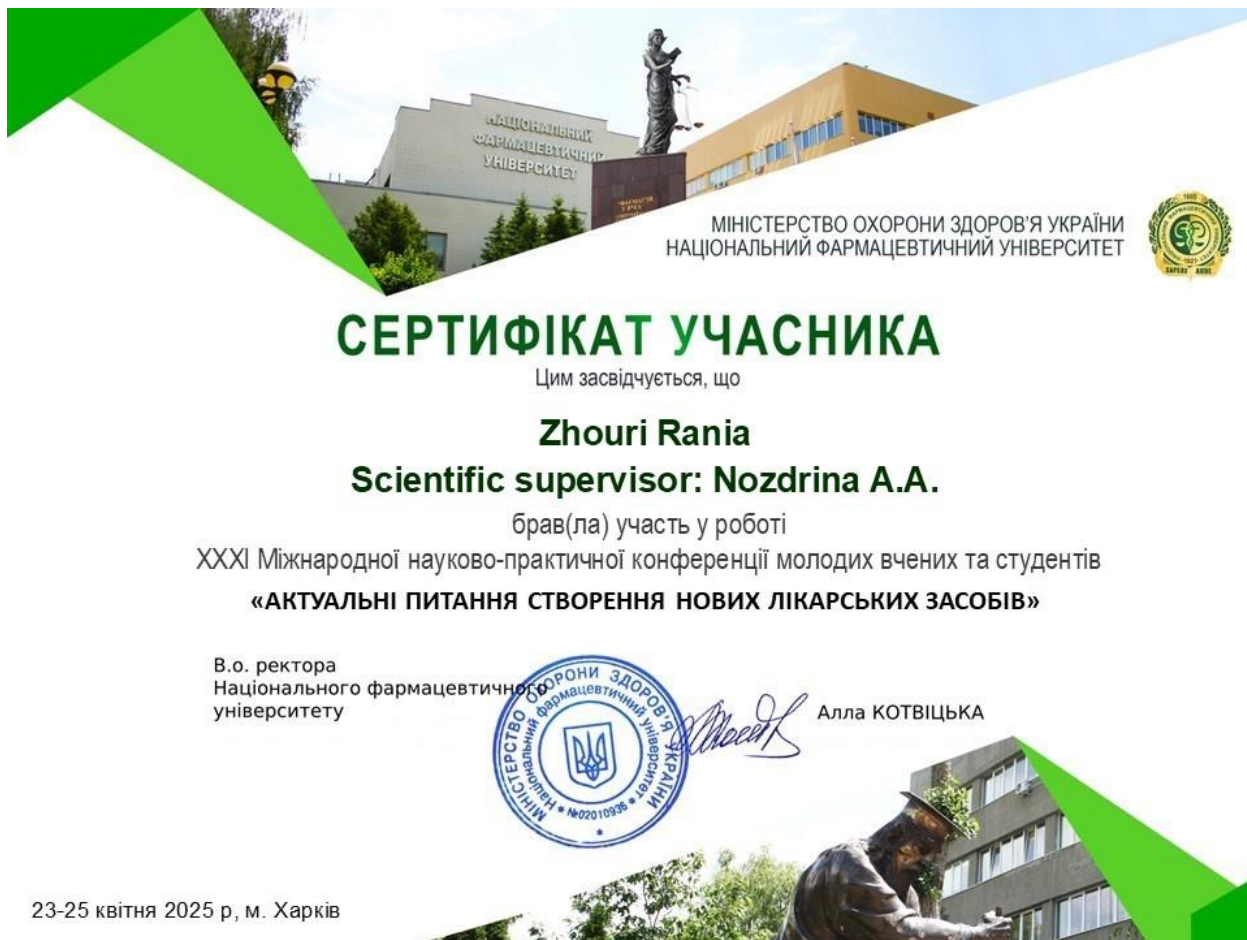 НАЦІОНАЛЬНИЙ
ФАРМАЦЕВТИЧНИЙ
УНІВЕРСИТЕТ
МІНІСТЕРСТВО ОХОРОНИ ЗДОРОВ'Я УКРАЇНИ
НАЦІОНАЛЬНИЙ ФАРМАЦЕВТИЧНИЙ УНІВЕРСИТЕТ
SAPERE AUDE
СЕРТИФІКАТ УЧАСНИКА
Цим засвідчується, що
Zhouri Rania
Scientific supervisor: Nozdrina A.A.
брав(ла) участь у роботі
XXXI Міжнародної науково-практичної конференції молодих вчених та студентів
«АКТУАЛЬНІ ПИТАННЯ СТВОРЕННЯ НОВИХ ЛІКАРСЬКИХ ЗАСОБІВ»
В.о. ректора
Національного фармацевтичного
університету
МІНІСТЕРСТВО ОХОРОНИ ЗДОРОВ'Я УКРАЇНИ
Національний фармацевтичний університет
№02010936
Алла КОТВІЦЬКА
23-25 квітня 2025 р, м. Харків